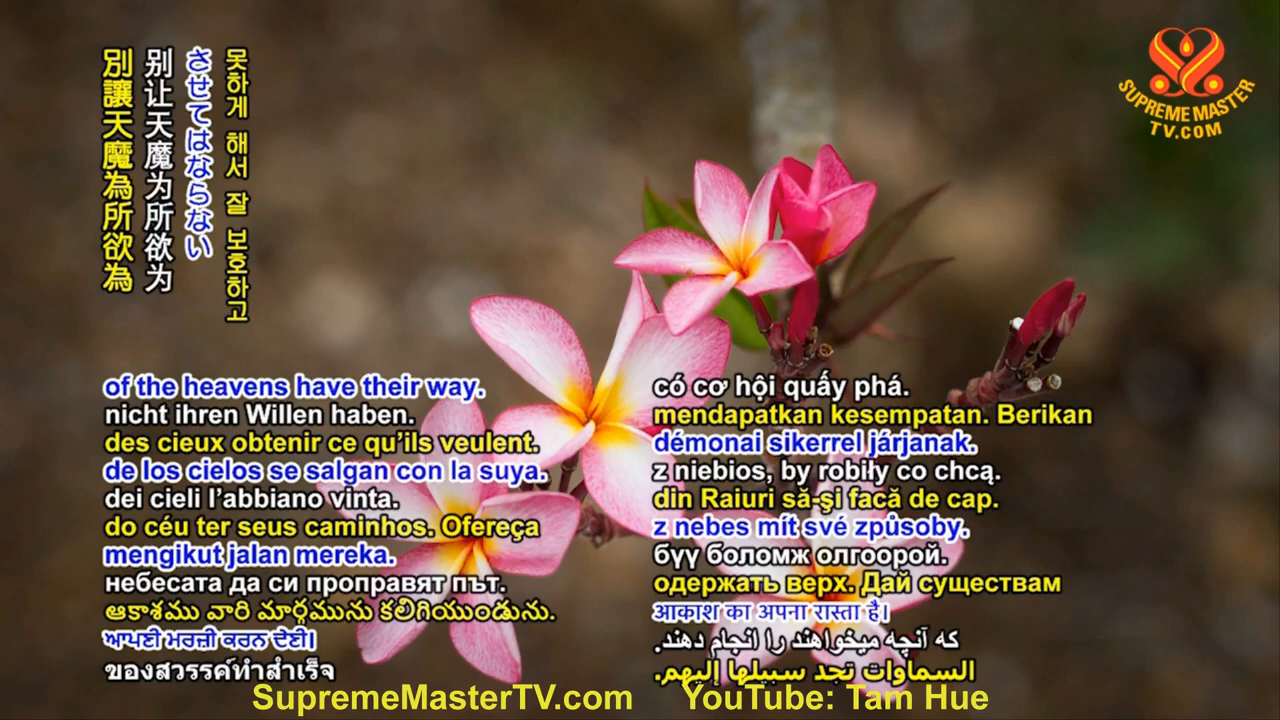 別讓天魔為所欲為
别让天魔为所欲为
させてはならない
못하게 해서 잘 보호하고
SUPREME MASTER
TV.COM
of the heavens have their way.
nicht ihren Willen haben.
des cieux obtenir ce qu’ils veulent.
de los cielos se salgan con la suya.
dei cieli l’abbiano vinta.
do céu ter seus caminhos. Ofereça
mengikut jalan mereka.
небесата да си проправят път.
ఆకాశము వారి మార్గమును కలిగియుండును.
ਆਪਣੀ ਮਰਜ਼ੀ ਕਰਨ ਦੇਣੀ।
ของสวรรค์ทำสำเร็จ
có cơ hội quấy phá.
mendapatkan kesempatan. Berikan
démonai sikerrel járjanak.
z niebios, by robiły co chcą.
din Raiuri să-şi facă de cap.
z nebes mít své způsoby.
бүү боломж олгоорой.
одержать верх. Дай существам
आकाश का अपना रास्ता है।
که آنچه میخواهند را انجام دهند.
السماوات تجد سبيلها إليهم.
SupremeMasterTV.com YouTube: Tam Hue